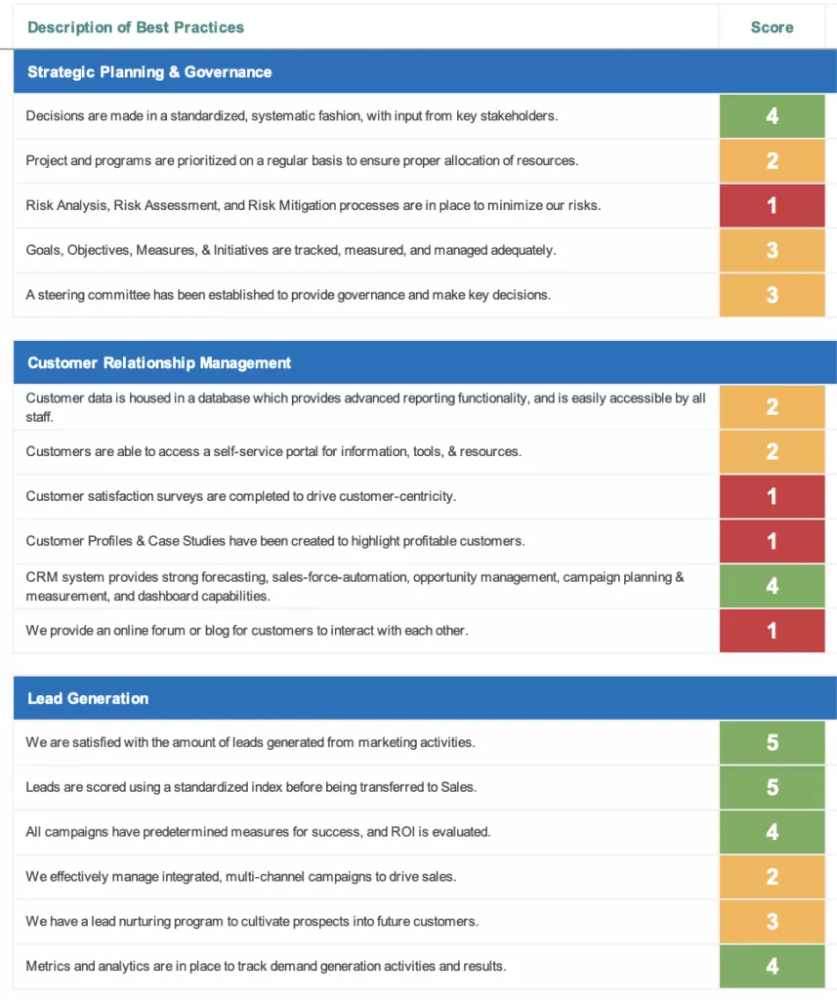 Description of Best Practices Score
Strategic Planning & Governance
Decisions are made in a standardized, systematic fashion, with input from key stakeholders. 4
Project and programs are prioritized on a regular basis to ensure proper allocation of resources. 2
Risk Analysis, Risk Assessment, and Risk Mitigation processes are in place to minimize our risks. 1
Goals, Objectives, Measures, & Initiatives are tracked, measured, and managed adequately. 3
A steering committee has been established to provide governance and make key decisions. 3
Customer Relationship Management
Customer data is housed in a database which provides advanced reporting functionality, and is easily accessible by all
staff. 2
Customers are able to access a self-service portal for information, tools, & resources. 2
Customer satisfaction surveys are completed to drive customer-centricity. 1
Customer Profiles & Case Studies have been created to highlight profitable customers. 1
CRM system provides strong forecasting, sales-force-automation, opportunity management, campaign planning &
measurement, and dashboard capabilities. 4
We provide an online forum or blog for customers to interact with each other. 1
Lead Generation
We are satisfied with the amount of leads generated from marketing activities. 5
Leads are scored using a standardized index before being transferred to Sales. 5
All campaigns have predetermined measures for success, and ROI is evaluated. 4
We effectively manage integrated, multi-channel campaigns to drive sales. 2
We have a lead nurturing program to cultivate prospects into future customers. 3
Metrics and analytics are in place to track demand generation activities and results. 4